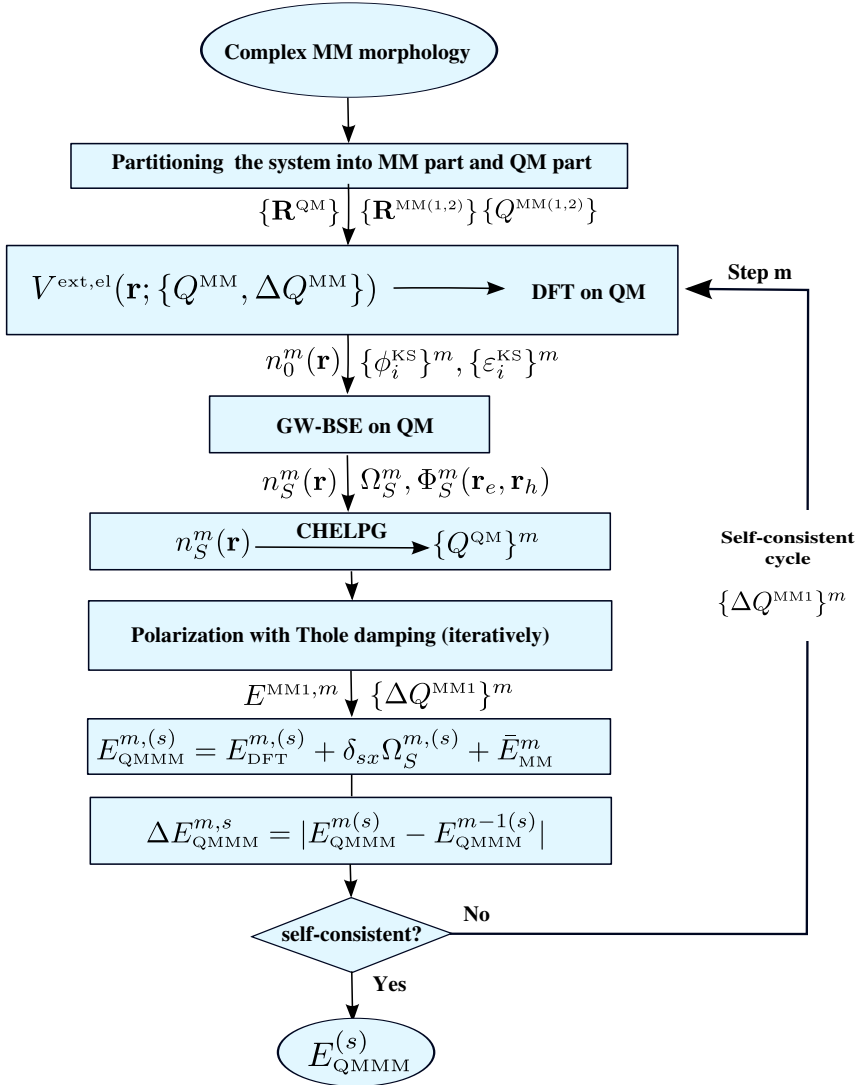 Complex MM morphology
Partitioning the system into MM part and QM part
{R^QM} {R^MM(1,2)} {Q^MM(1,2)}
V^ext,el(r; {Q^MM, ΔQ^MM}) DFT on QM
Step m
n_0^m(r) {ϕ_i^KS}^m, {ε_i^KS}^m
GW-BSE on QM
n_S^m(r) Ω_S^m, Φ_S^m(r_e, r_h)
CHELPG
n_S^m(r) {Q^QM}^m
Self-consistent
cycle
{ΔQ^MM1}^m
Polarization with Thole damping (iteratively)
E^MM1,m {ΔQ^MM1}^m
E_QMMM^m,(s) = E_DFT^m,(s) + δ_sx Ω_S^m,(s) + Ē_MM^m
ΔE_QMMM^m,s = |E_QMMM^m(s) − E_QMMM^m−1(s)|
self-consistent?
No
Yes
E_QMMM^(s)